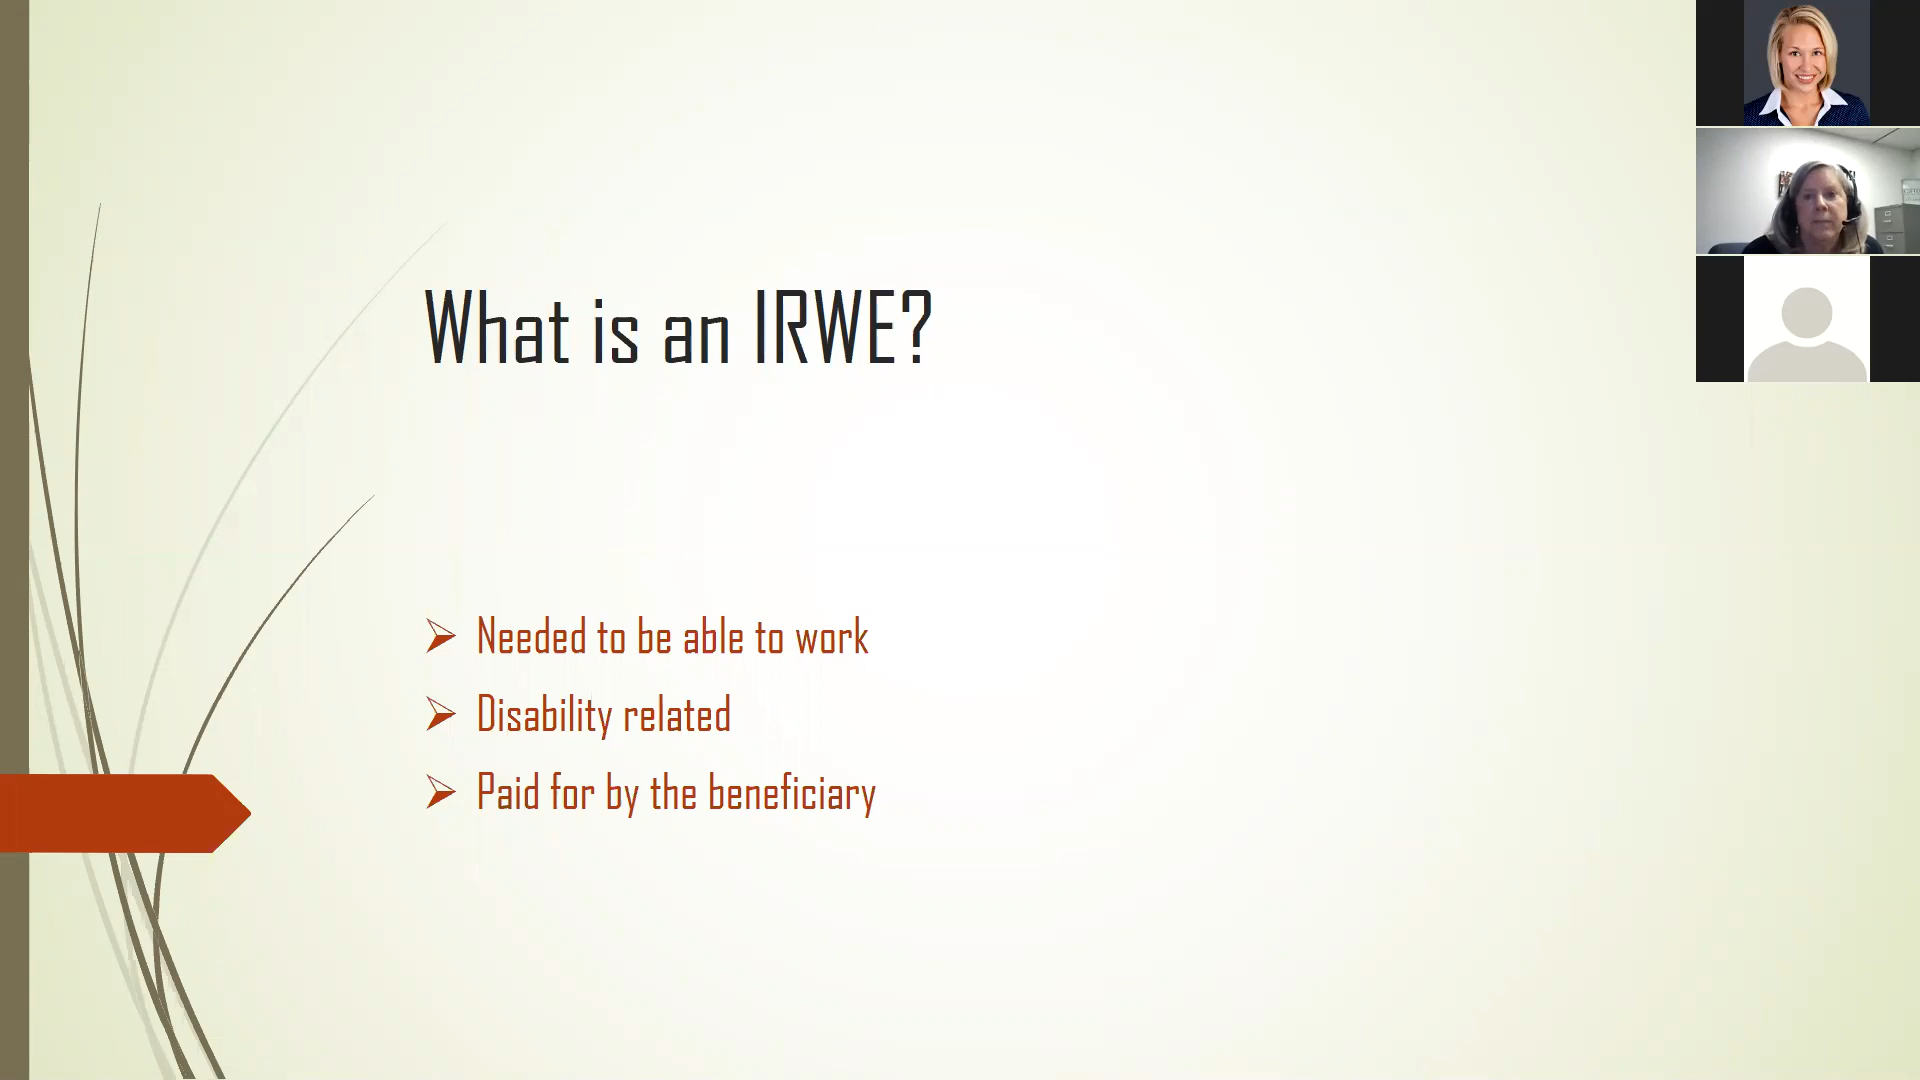 What is an IRWE?
Needed to be able to work
Disability related
Paid for by the beneficiary